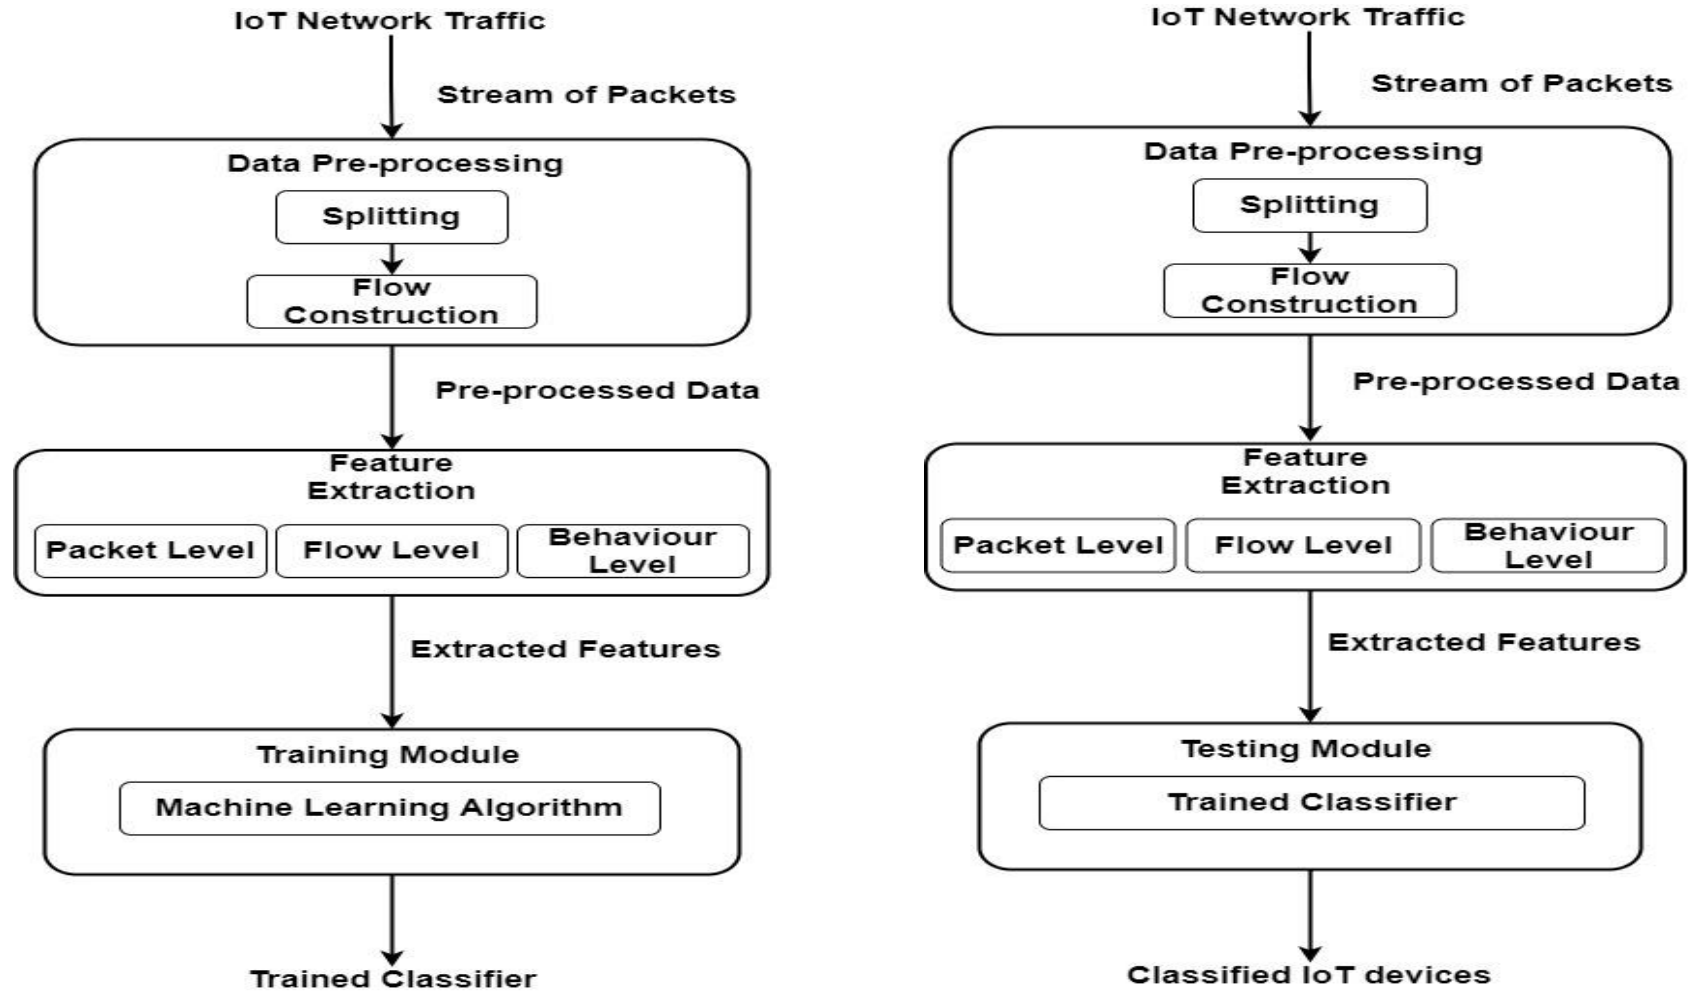 IoT Network Traffic
Stream of Packets
Data Pre-processing
Splitting
Flow
Construction
Pre-processed Data
Feature
Extraction
Packet Level
Flow Level
Behaviour
Level
Extracted Features
Training Module
Machine Learning Algorithm
Trained Classifier
IoT Network Traffic
Stream of Packets
Data Pre-processing
Splitting
Flow
Construction
Pre-processed Data
Feature
Extraction
Packet Level
Flow Level
Behaviour
Level
Extracted Features
Testing Module
Trained Classifier
Classified IoT devices